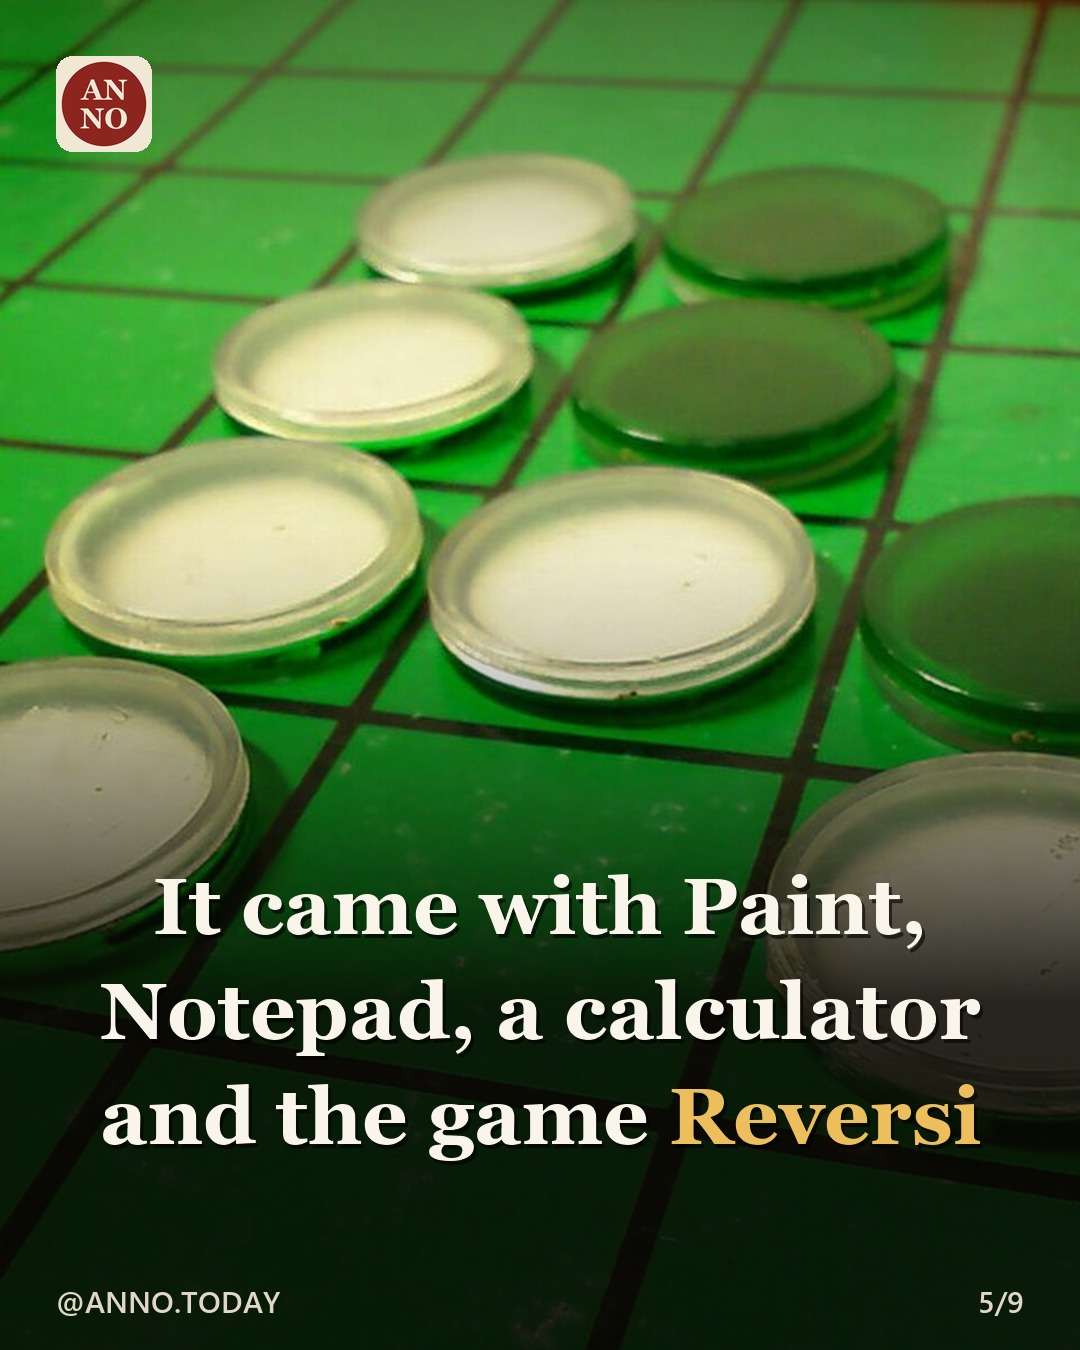 AN
NO
It came with Paint,
Notepad, a calculator
and the game Reversi
@ANNO.TODAY
5/9